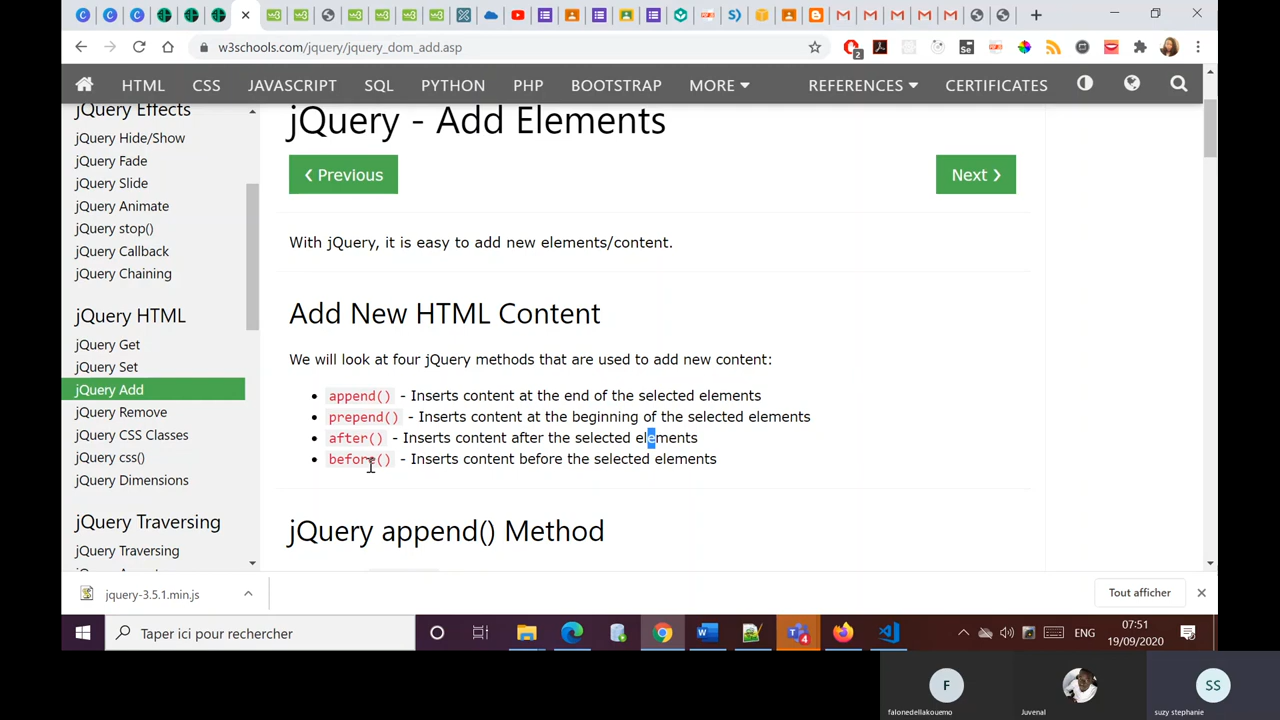 w3schools.com/jquery/jquery_dom_add.asp
2
HTML CSS JAVASCRIPT SQL PYTHON PHP BOOTSTRAP MORE REFERENCES CERTIFICATES
jQuery Effects
jQuery Hide/Show
jQuery Fade
jQuery Slide
jQuery Animate
jQuery stop()
jQuery Callback
jQuery Chaining
jQuery HTML
jQuery Get
jQuery Set
jQuery Add
jQuery Remove
jQuery CSS Classes
jQuery css()
jQuery Dimensions
jQuery Traversing
jQuery Traversing
jQuery - Add Elements
❮ Previous
Next ❯
With jQuery, it is easy to add new elements/content.
Add New HTML Content
We will look at four jQuery methods that are used to add new content:
• append() - Inserts content at the end of the selected elements
• prepend() - Inserts content at the beginning of the selected elements
• after() - Inserts content after the selected elements
• before() - Inserts content before the selected elements
jQuery append() Method
jquery-3.5.1.min.js
Tout afficher
Taper ici pour rechercher
4
ENG
07:51
19/09/2020
F
SS
falonedellakouemo
Juvenal
suzy stephanie